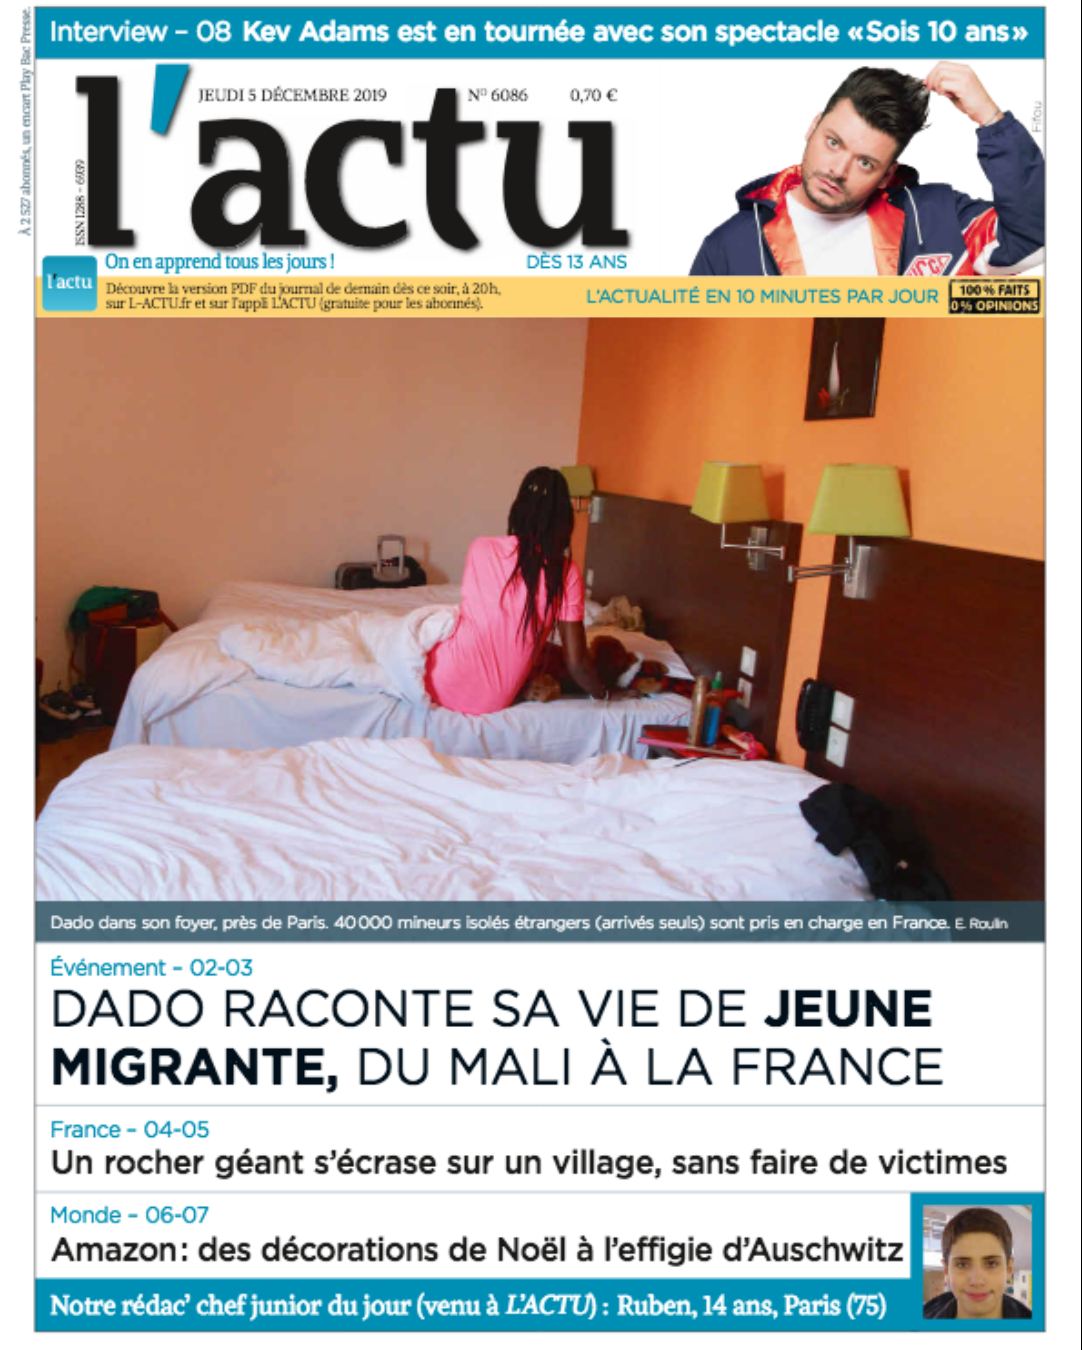 Interview – 08 Kev Adams est en tournée avec son spectacle «Sois 10 ans»
À 2 527 abonnés, un encart Play Bac Presse.
JEUDI 5 DÉCEMBRE 2019 N° 6086 0,70 €
l'actu
ISSN 1288 - 6939
Fifou
GUCCI
On en apprend tous les jours !
DÈS 13 ANS
l'actu
Découvre la version PDF du journal de demain dès ce soir, à 20h,
sur L-ACTU.fr et sur l'appli L'ACTU (gratuite pour les abonnés).
L'ACTUALITÉ EN 10 MINUTES PAR JOUR
100 % FAITS
0 % OPINIONS
Dado dans son foyer, près de Paris. 40 000 mineurs isolés étrangers (arrivés seuls) sont pris en charge en France. E. Roulin
Événement – 02-03
DADO RACONTE SA VIE DE JEUNE
MIGRANTE, DU MALI À LA FRANCE
France – 04-05
Un rocher géant s'écrase sur un village, sans faire de victimes
Monde – 06-07
Amazon : des décorations de Noël à l'effigie d'Auschwitz
Notre rédac' chef junior du jour (venu à L'ACTU) : Ruben, 14 ans, Paris (75)